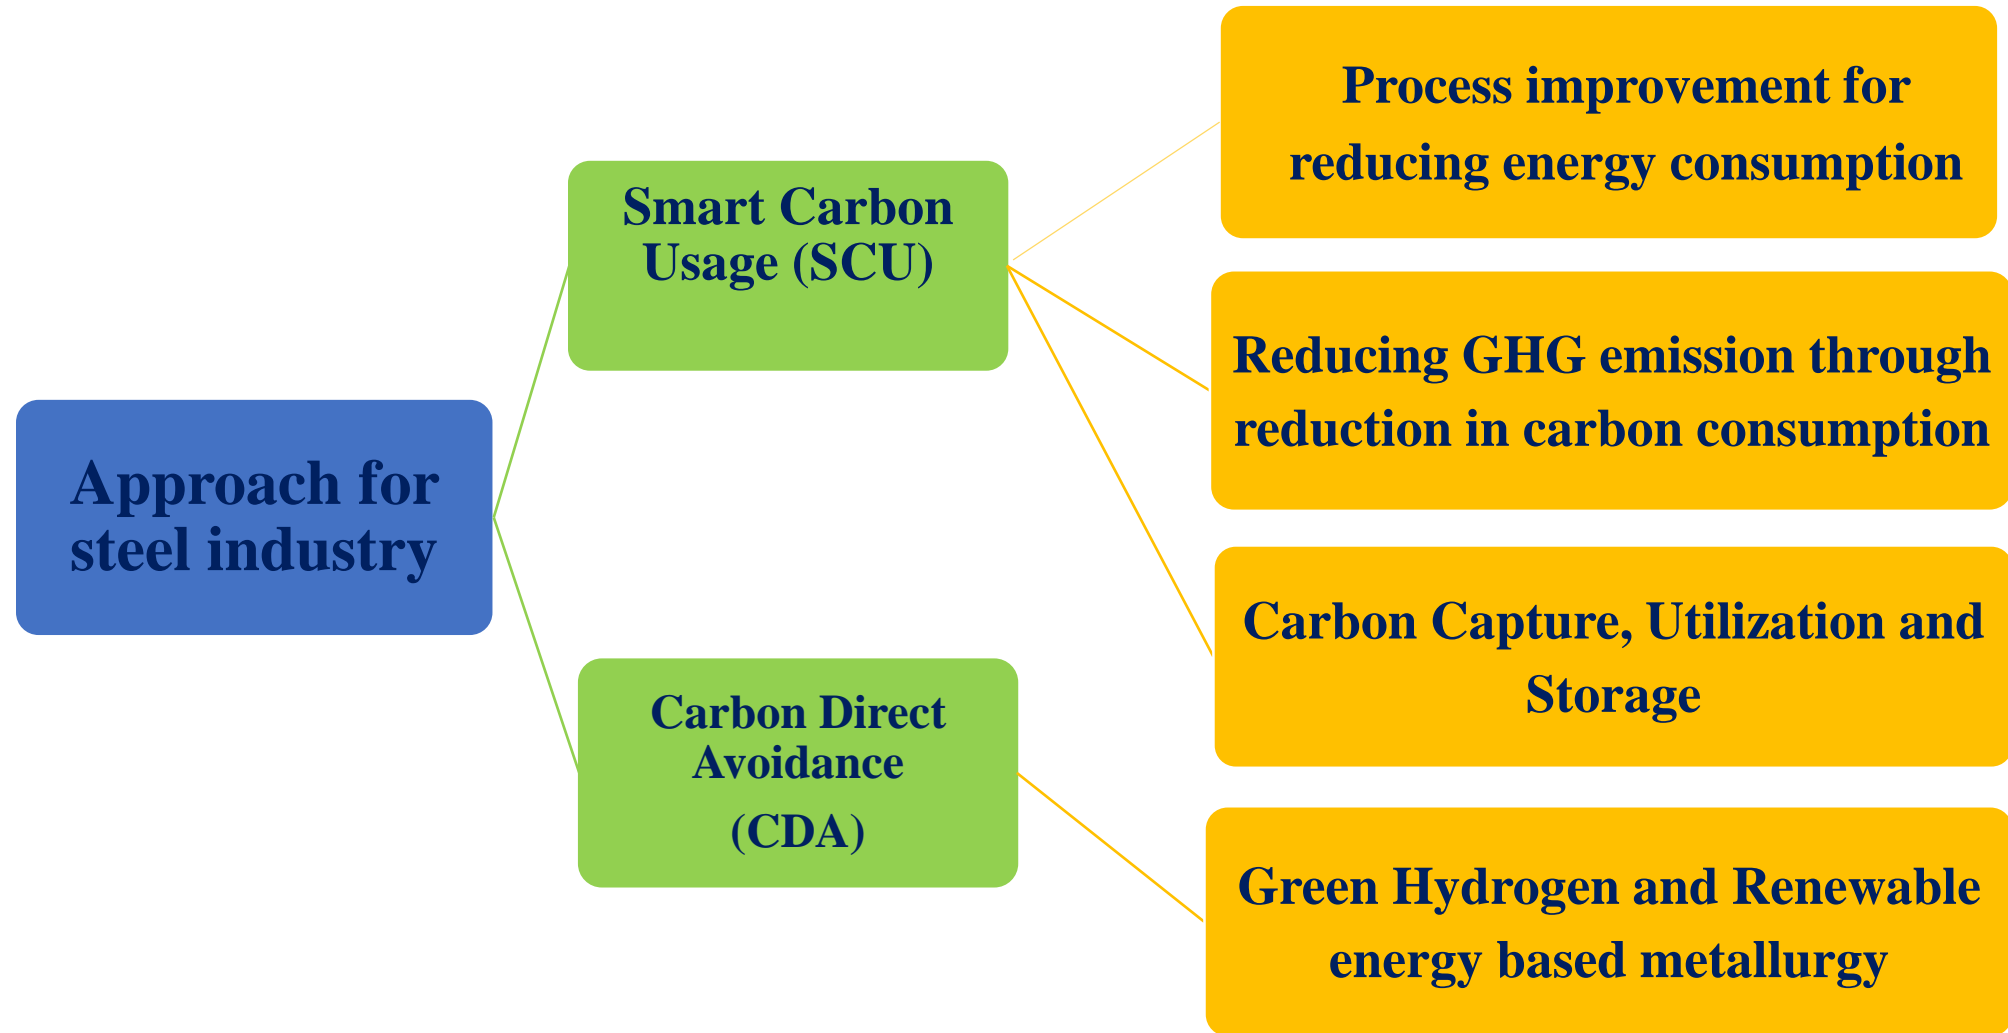 Approach for
steel industry
Smart Carbon
Usage (SCU)
Carbon Direct
Avoidance
(CDA)
Process improvement for
reducing energy consumption
Reducing GHG emission through
reduction in carbon consumption
Carbon Capture, Utilization and
Storage
Green Hydrogen and Renewable
energy based metallurgy